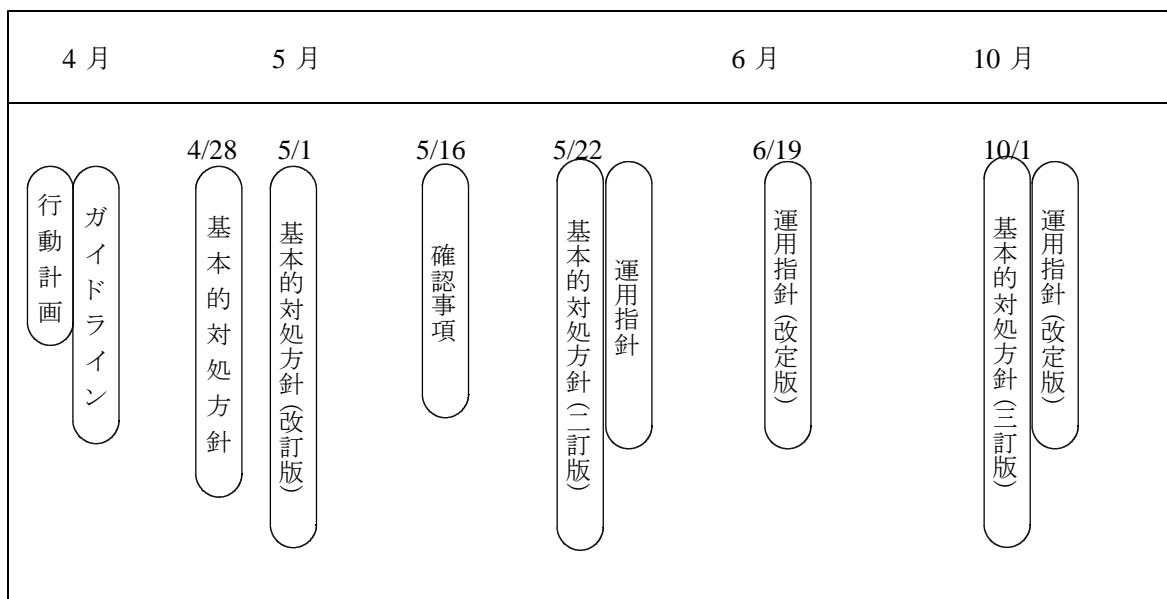 4 月
5 月
6 月
10 月
4/28
5/1
5/16
5/22
6/19
10/1
行動計画
ガイドライン
基本的対処方針
基本的対処方針(改訂版)
確認事項
基本的対処方針(二訂版)
運用指針
運用指針(改定版)
基本的対処方針(三訂版)
運用指針(改定版)